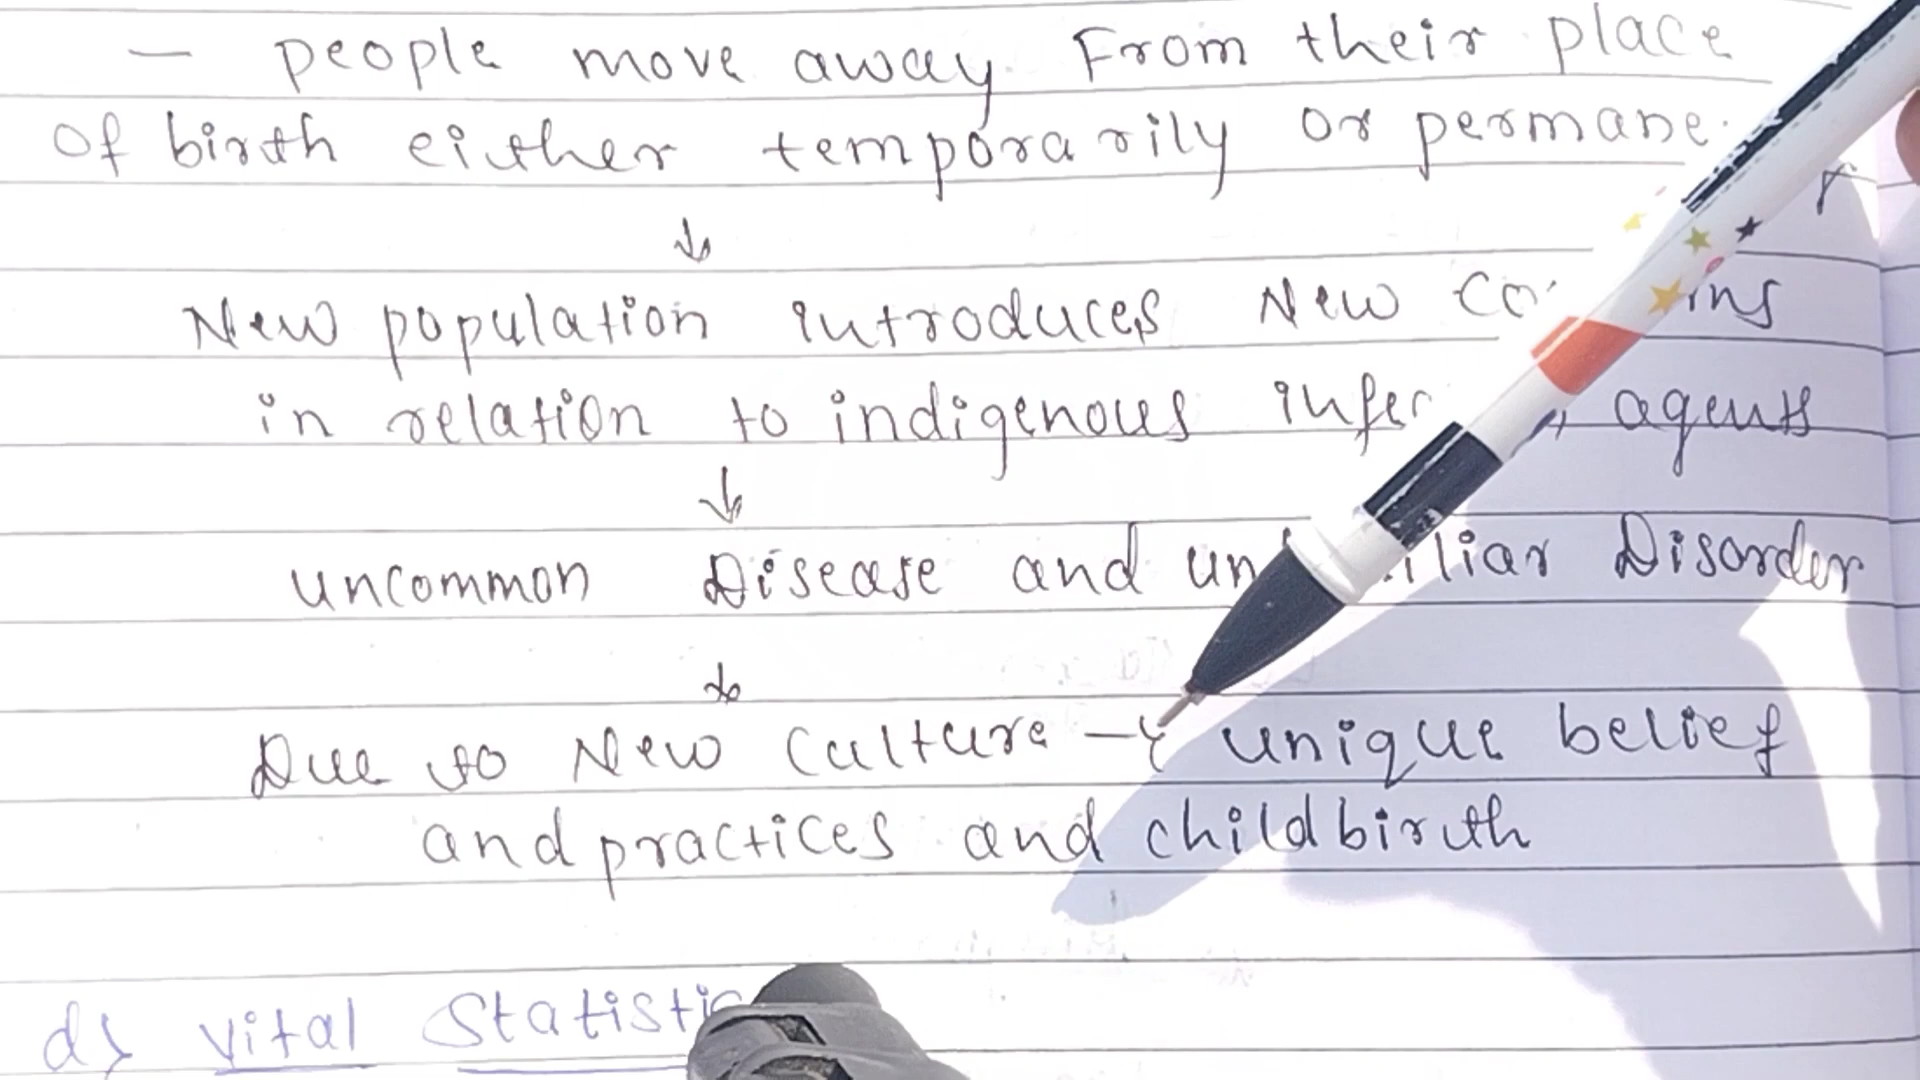 — people move away From their place
Of birth either temporarily or permane
↓
New population introduces New
in relation to indigenous agents
↓
uncommon Disease and Disorder
↓
Due to New Culture — unique belief
and practices and childbirth
d) Vital